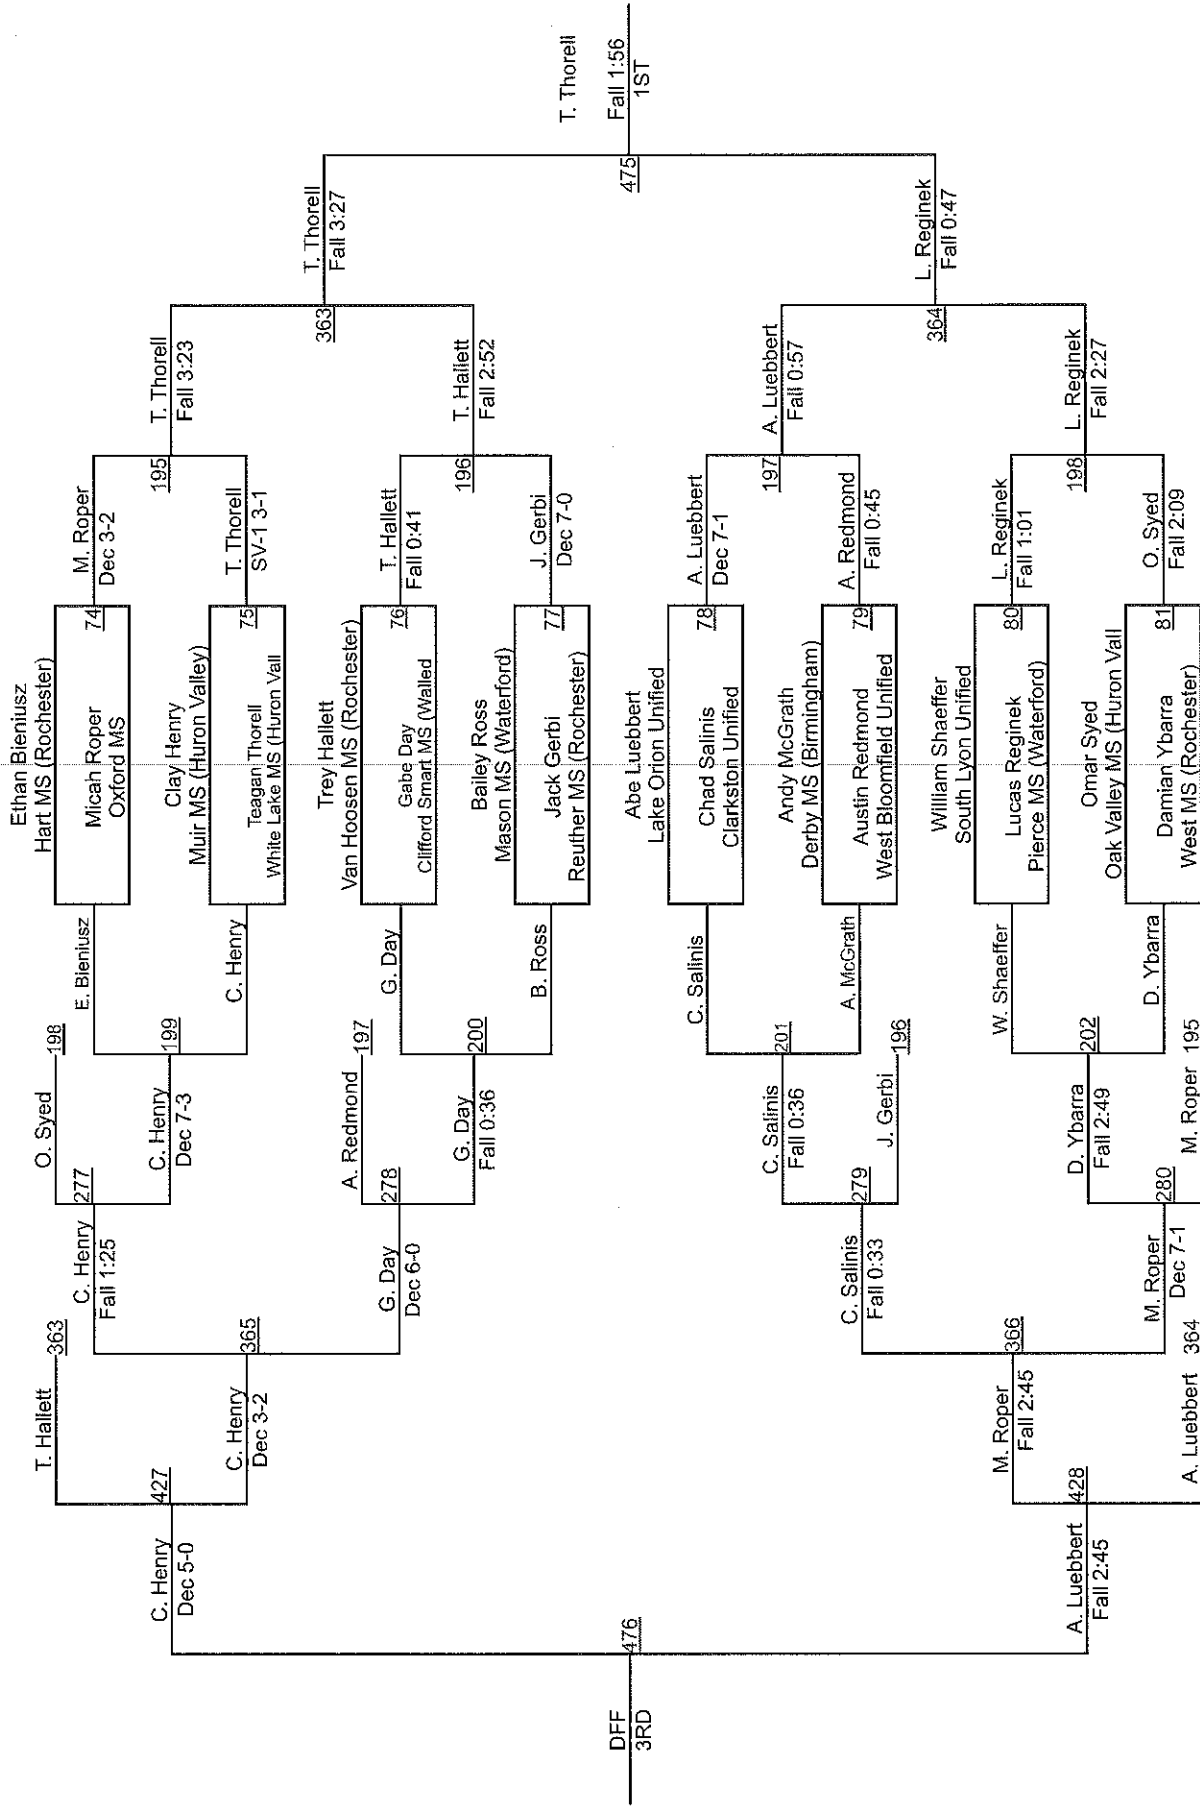 Ethan Bieniusz
Hart MS (Rochester)
Micah Roper
Oxford MS
74
Clay Henry
Muir MS (Huron Valley)
Teagan Thorell
White Lake MS (Huron Vall
75
Trey Hallett
Van Hoosen MS (Rochester)
Gabe Day
Clifford Smart MS (Walled
76
Bailey Ross
Mason MS (Waterford)
Jack Gerbi
Reuther MS (Rochester)
77
Abe Luebbert
Lake Orion Unified
Chad Salinis
Clarkston Unified
78
Andy McGrath
Derby MS (Birmingham)
Austin Redmond
West Bloomfield Unified
79
William Shaeffer
South Lyon Unified
Lucas Reginek
Pierce MS (Waterford)
80
Omar Syed
Oak Valley MS (Huron Vall
Damian Ybarra
West MS (Rochester)
81
M. Roper
Dec 3-2
T. Thorell
SV-1 3-1
T. Hallett
Fall 0:41
J. Gerbi
Dec 7-0
A. Luebbert
Dec 7-1
A. Redmond
Fall 0:45
L. Reginek
Fall 1:01
O. Syed
Fall 2:09
195
T. Thorell
Fall 3:23
196
T. Hallett
Fall 2:52
197
A. Luebbert
Fall 0:57
198
L. Reginek
Fall 2:27
363
T. Thorell
Fall 3:27
364
L. Reginek
Fall 0:47
475
T. Thorell
Fall 1:56
1ST
E. Bieniusz
C. Henry
G. Day
B. Ross
C. Salinis
A. McGrath
W. Shaeffer
D. Ybarra
O. Syed
198
199
C. Henry
Dec 7-3
A. Redmond
197
200
G. Day
Fall 0:36
201
C. Salinis
Fall 0:36
J. Gerbi
196
202
D. Ybarra
Fall 2:49
M. Roper 195
277
C. Henry
Fall 1:25
278
G. Day
Dec 6-0
279
C. Salinis
Fall 0:33
280
M. Roper
Dec 7-1
T. Hallett
363
365
C. Henry
Dec 3-2
366
M. Roper
Fall 2:45
A. Luebbert 364
427
C. Henry
Dec 5-0
428
A. Luebbert
Fall 2:45
476
DFF
3RD